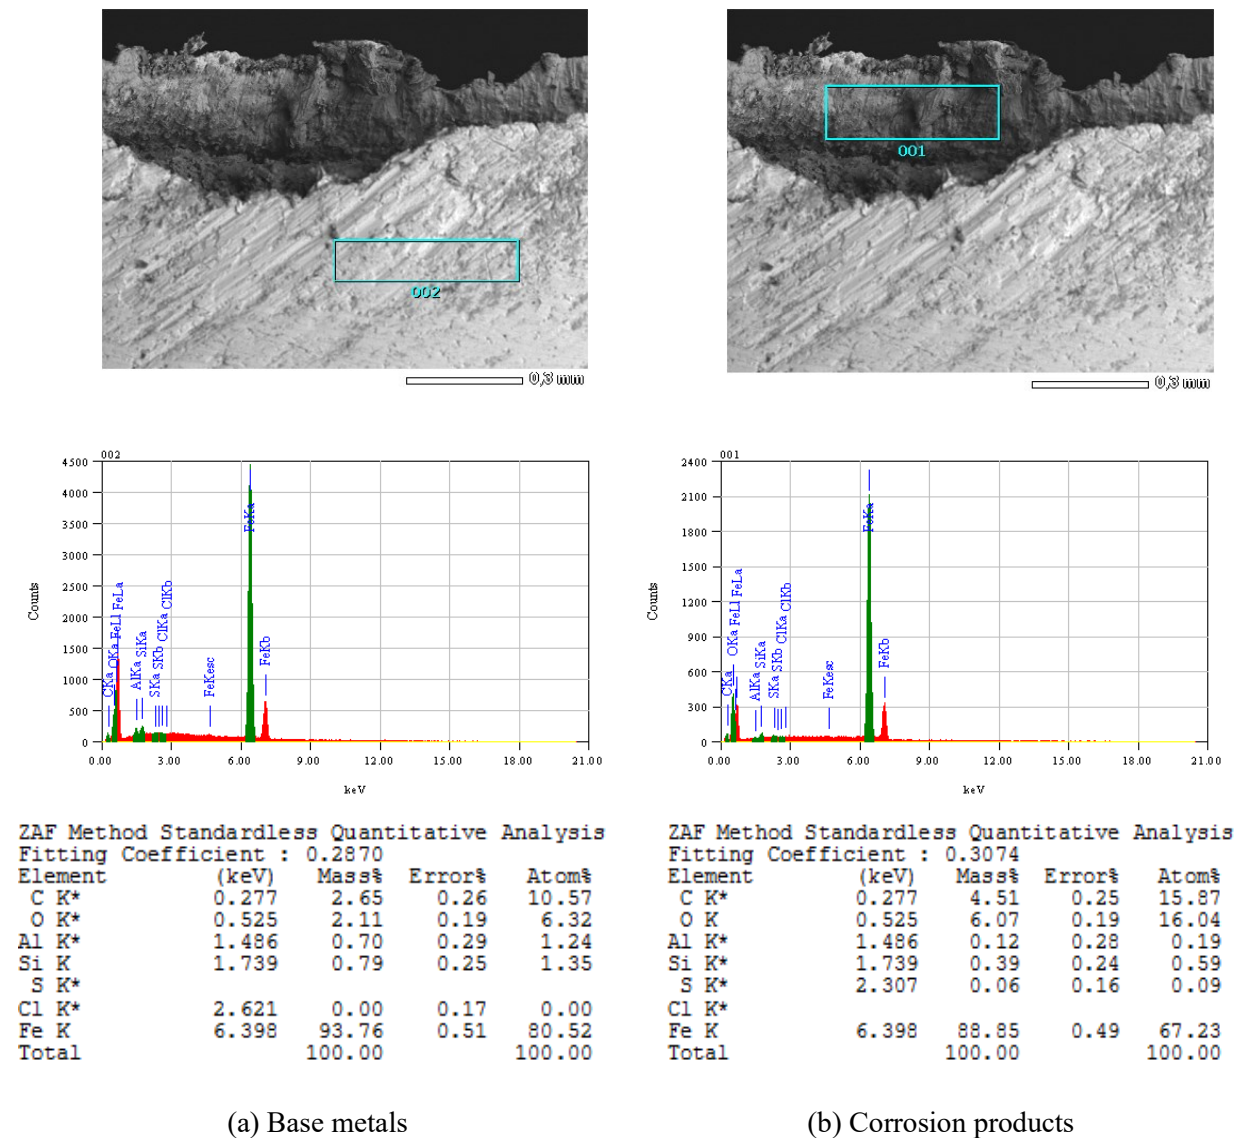 001
002
0,3 mm
0,3 mm
002
4500
4000
3500
3000
2500
2000
1500
1000
500
0
Counts
CKa
OKa
FeLl
FeLa
AlKa
SiKa
SKa
SKb
ClKa
ClKb
FeKesc
FeKa
FeKb
0.00 3.00 6.00 9.00 12.00 15.00 18.00 21.00
keV
001
2400
2100
1800
1500
1200
900
600
300
0
Counts
CKa
OKa
FeLl
FeLa
AlKa
SiKa
SKa
SKb
ClKa
ClKb
FeKesc
FeKa
FeKb
0.00 3.00 6.00 9.00 12.00 15.00 18.00 21.00
keV
ZAF Method Standardless Quantitative Analysis
Fitting Coefficient : 0.2870
Element (keV) Mass% Error% Atom%
C K* 0.277 2.65 0.26 10.57
O K* 0.525 2.11 0.19 6.32
Al K* 1.486 0.70 0.29 1.24
Si K 1.739 0.79 0.25 1.35
S K*
Cl K* 2.621 0.00 0.17 0.00
Fe K 6.398 93.76 0.51 80.52
Total 100.00 100.00
ZAF Method Standardless Quantitative Analysis
Fitting Coefficient : 0.3074
Element (keV) Mass% Error% Atom%
C K* 0.277 4.51 0.25 15.87
O K 0.525 6.07 0.19 16.04
Al K* 1.486 0.12 0.28 0.19
Si K* 1.739 0.39 0.24 0.59
S K* 2.307 0.06 0.16 0.09
Cl K*
Fe K 6.398 88.85 0.49 67.23
Total 100.00 100.00
(a) Base metals
(b) Corrosion products